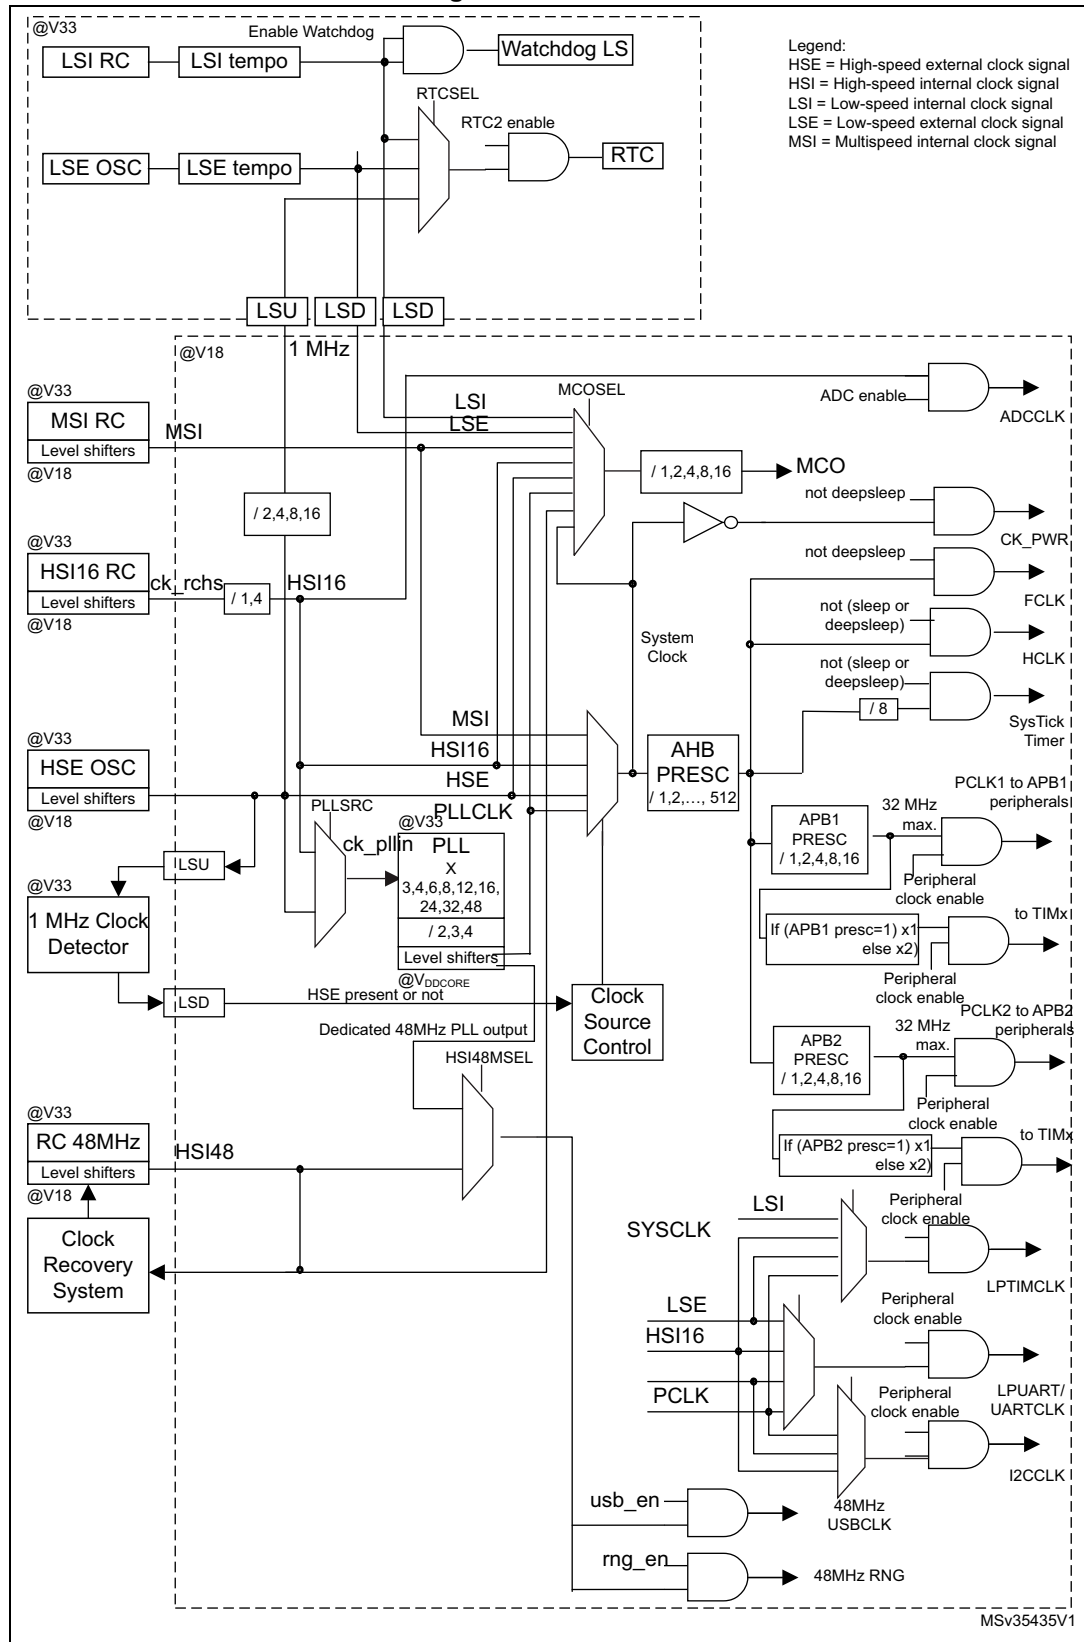 @V33
Enable Watchdog
LSI RC
LSI tempo
Watchdog LS
Legend:
HSE = High-speed external clock signal
HSI = High-speed internal clock signal
LSI = Low-speed internal clock signal
LSE = Low-speed external clock signal
MSI = Multispeed internal clock signal
RTCSEL
RTC2 enable
RTC
LSE OSC
LSE tempo
LSU
LSD
LSD
@V18
1 MHz
@V33
MSI RC
Level shifters
@V18
MSI
LSI
LSE
MCOSEL
ADC enable
ADCCLK
/ 1,2,4,8,16
MCO
/ 2,4,8,16
not deepsleep
CK_PWR
@V33
HSI16 RC
Level shifters
@V18
ck_rchs
/ 1,4
HSI16
not deepsleep
FCLK
not (sleep or
deepsleep)
HCLK
System
Clock
not (sleep or
deepsleep)
/ 8
SysTick
Timer
MSI
HSI16
HSE
PLLCLK
@V33
HSE OSC
Level shifters
@V18
AHB
PRESC
/ 1,2,…, 512
PLLSRC
ck_pllin
@V33
PLL
X
3,4,6,8,12,16,
24,32,48
/ 2,3,4
Level shifters
@VDDCORE
PCLK1 to APB1
peripherals
32 MHz
max.
APB1
PRESC
/ 1,2,4,8,16
Peripheral
clock enable
LSU
@V33
1 MHz Clock
Detector
LSD
HSE present or not
Clock
Source
Control
If (APB1 presc=1) x1
else x2)
to TIMx
Peripheral
clock enable
Dedicated 48MHz PLL output
HSI48MSEL
PCLK2 to APB2
peripherals
32 MHz
max.
APB2
PRESC
/ 1,2,4,8,16
Peripheral
clock enable
@V33
RC 48MHz
Level shifters
@V18
HSI48
If (APB2 presc=1) x1
else x2)
to TIMx
Peripheral
clock enable
Clock
Recovery
System
LSI
SYSCLK
LPTIMCLK
LSE
HSI16
PCLK
Peripheral
clock enable
LPUART/
UARTCLK
Peripheral
clock enable
I2CCLK
usb_en
48MHz
USBCLK
rng_en
48MHz RNG
MSv35435V1